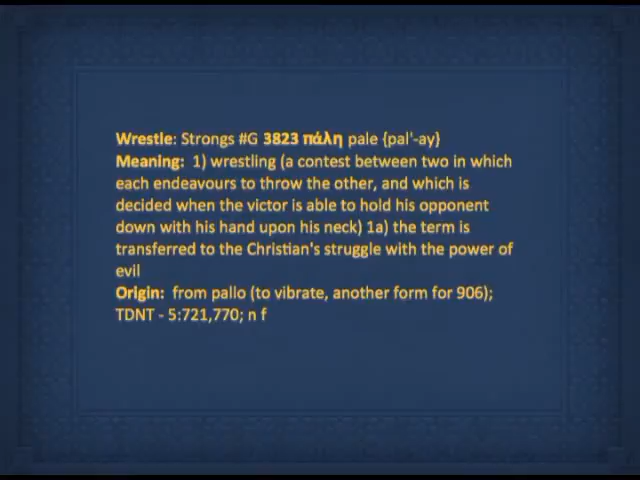 Wrestle: Strongs #G 3823 πάλη pale {pal'-ay}
Meaning: 1) wrestling (a contest between two in which
each endeavours to throw the other, and which is
decided when the victor is able to hold his opponent
down with his hand upon his neck) 1a) the term is
transferred to the Christian's struggle with the power of
evil
Origin: from pallo (to vibrate, another form for 906);
TDNT - 5:721,770; n f